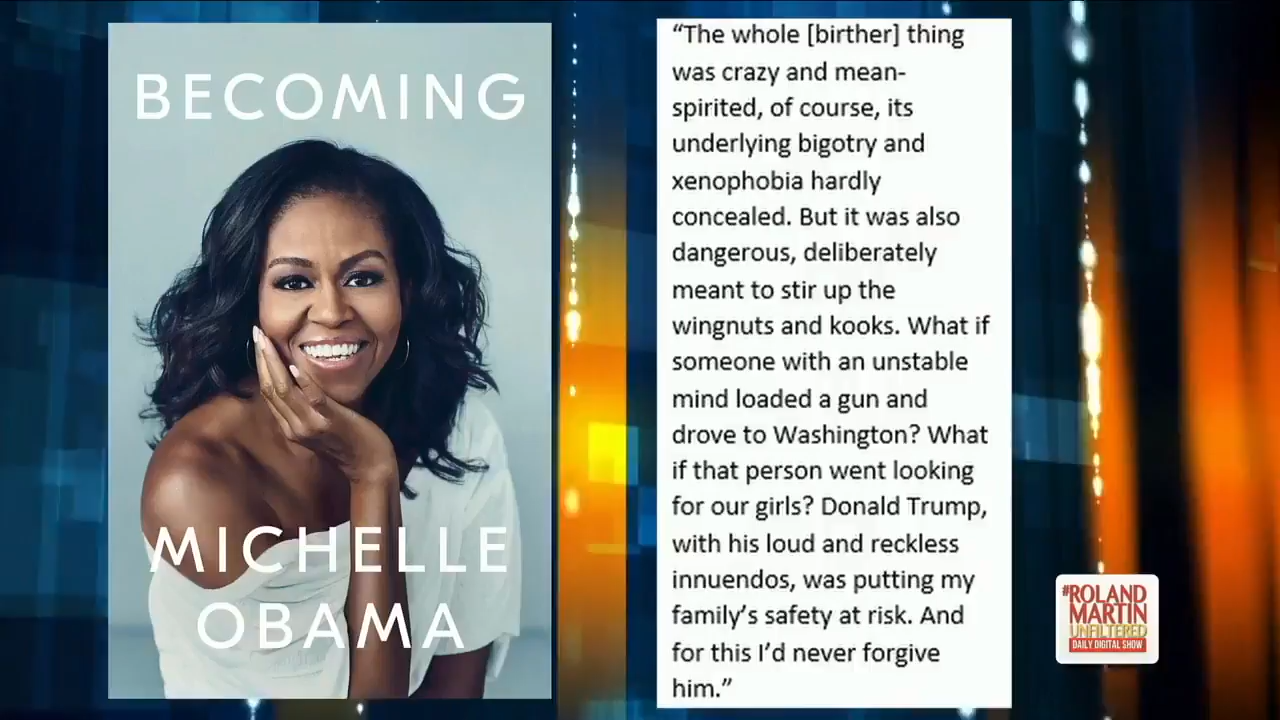 BECOMING
MICHELLE
OBAMA
“The whole [birther] thing
was crazy and mean-
spirited, of course, its
underlying bigotry and
xenophobia hardly
concealed. But it was also
dangerous, deliberately
meant to stir up the
wingnuts and kooks. What if
someone with an unstable
mind loaded a gun and
drove to Washington? What
if that person went looking
for our girls? Donald Trump,
with his loud and reckless
innuendos, was putting my
family’s safety at risk. And
for this I’d never forgive
him.”
#ROLAND
MARTIN
UNFILTERED
DAILY DIGITAL SHOW